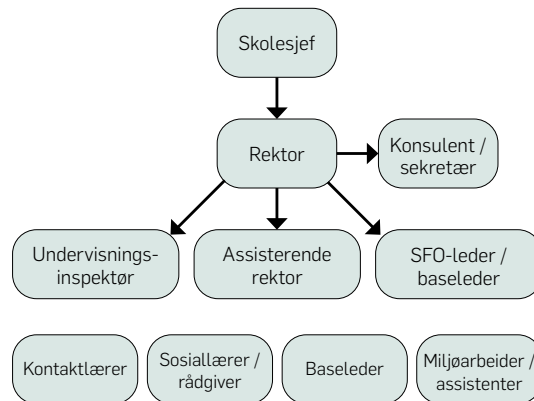 Skolesjef
Rektor
Konsulent /
sekretær
Undervisnings-
inspektør
Assisterende
rektor
SFO-leder /
baseleder
Kontaktlærer
Sosiallærer /
rådgiver
Baseleder
Miljøarbeider /
assistenter